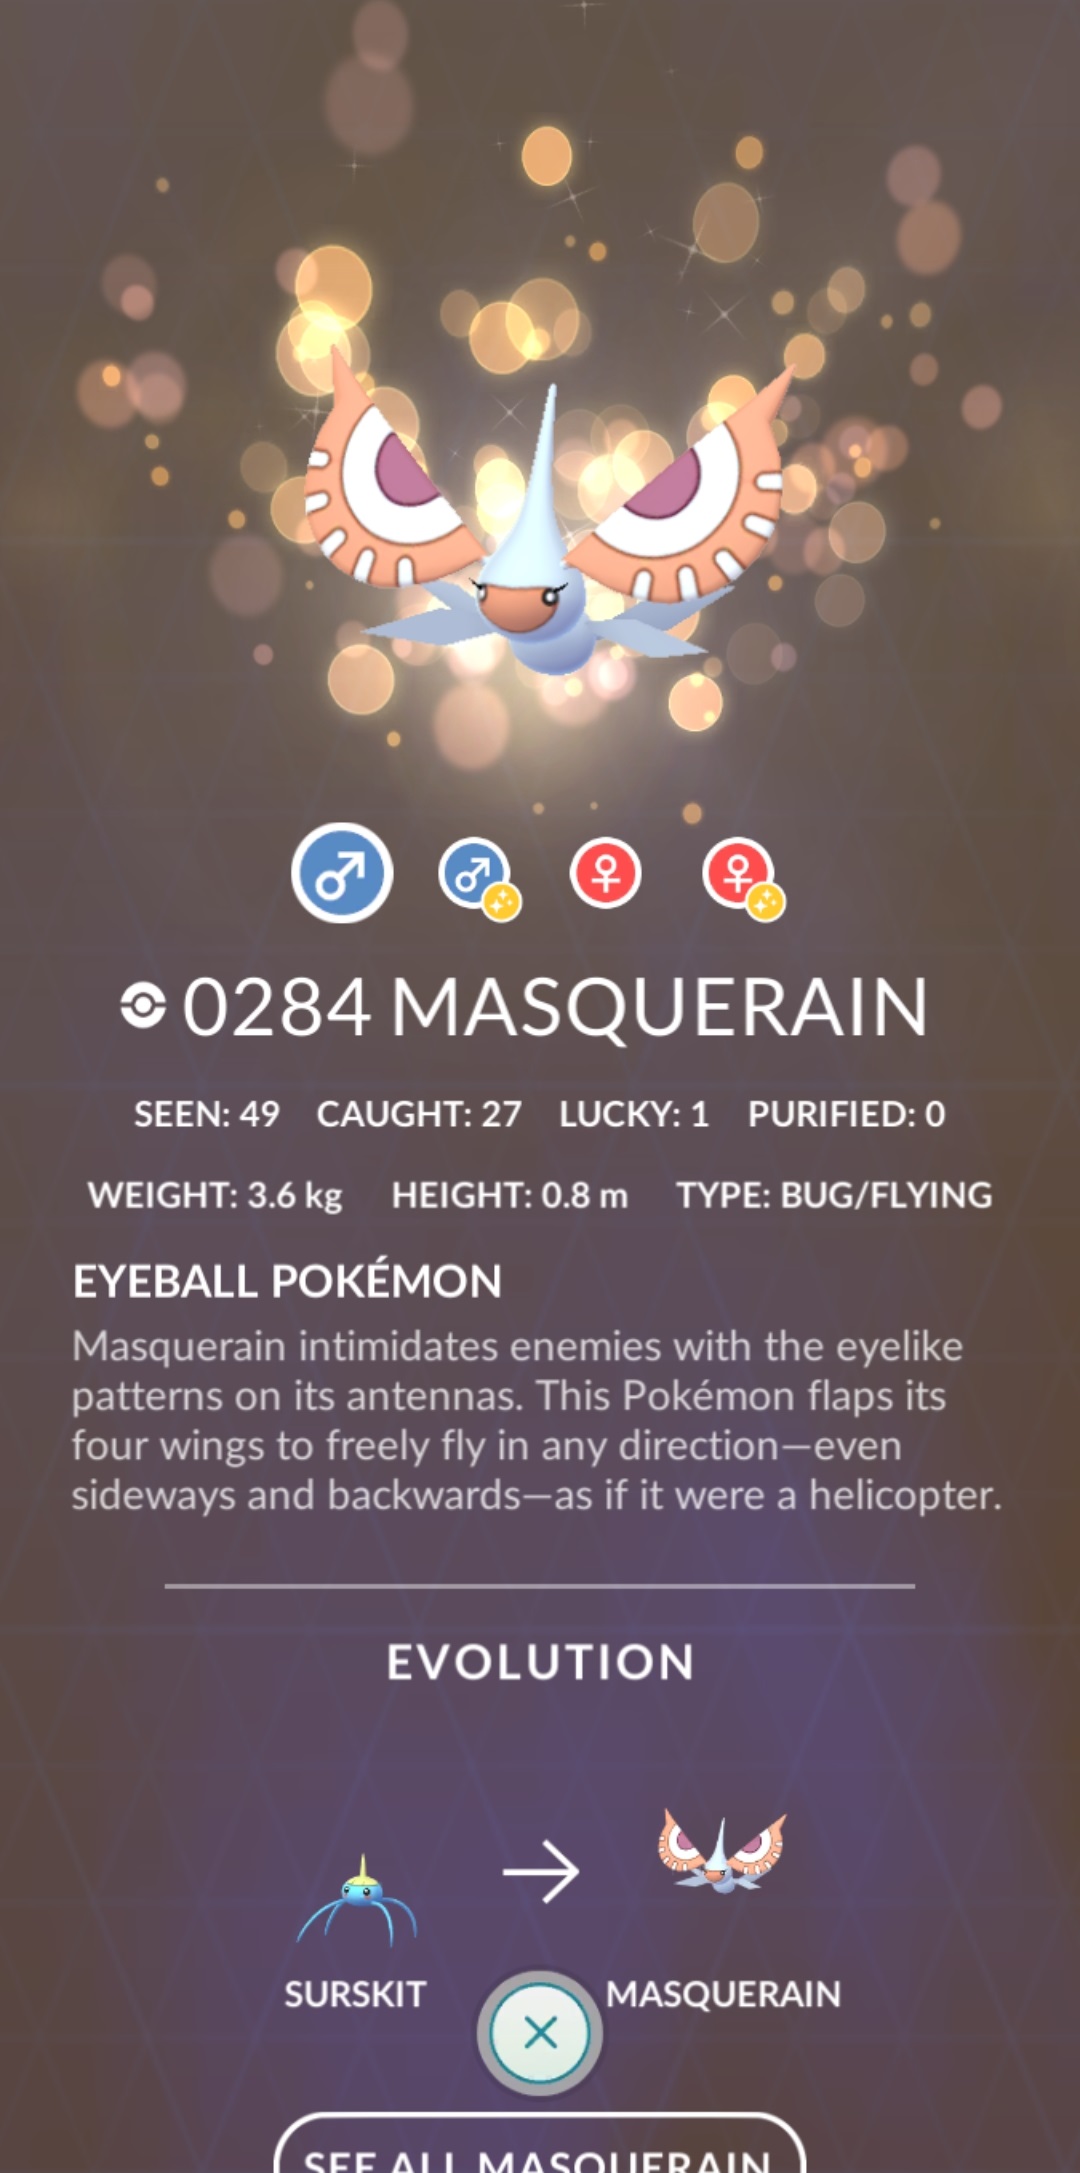 0284 MASQUERAIN
SEEN: 49 CAUGHT: 27 LUCKY: 1 PURIFIED: 0
WEIGHT: 3.6 kg HEIGHT: 0.8 m TYPE: BUG/FLYING
EYEBALL POKÉMON
Masquerain intimidates enemies with the eyelike
patterns on its antennas. This Pokémon flaps its
four wings to freely fly in any direction—even
sideways and backwards—as if it were a helicopter.
EVOLUTION
SURSKIT MASQUERAIN
SEE ALL MASQUERAIN